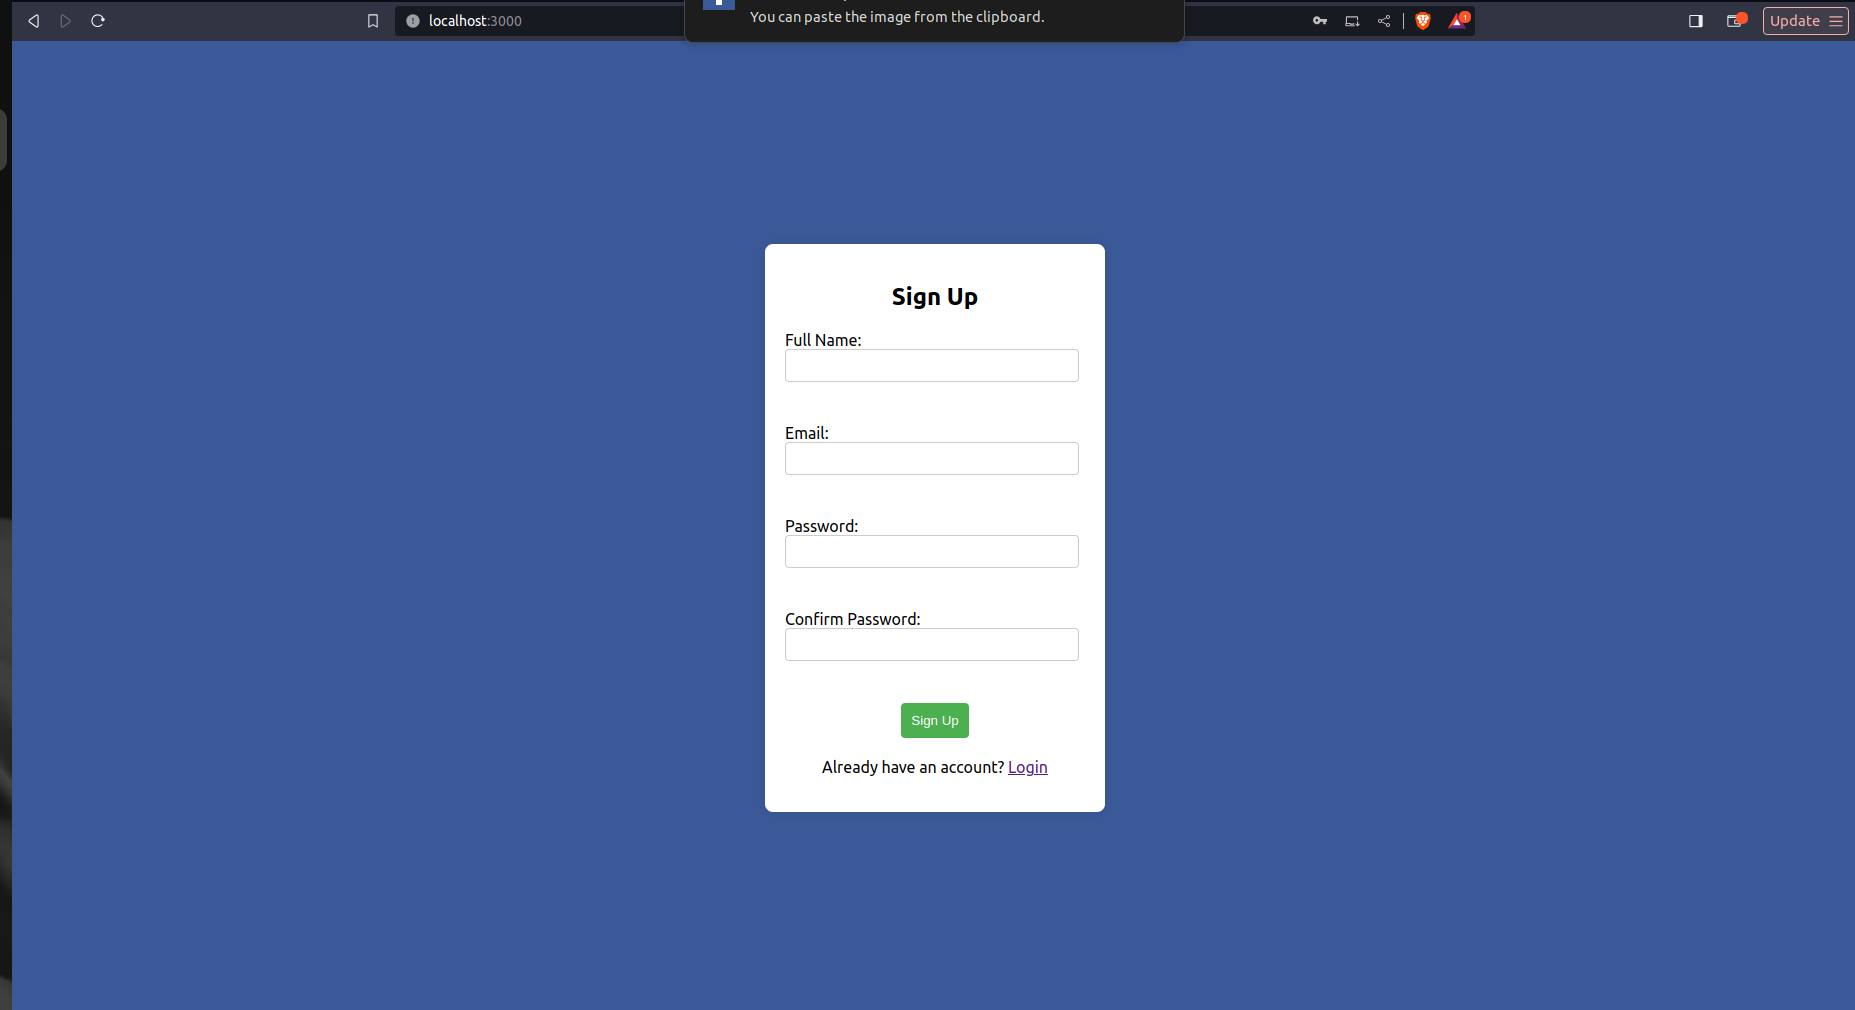 localhost:3000
You can paste the image from the clipboard.
1
Update
Sign Up
Full Name:
Email:
Password:
Confirm Password:
Sign Up
Already have an account? Login